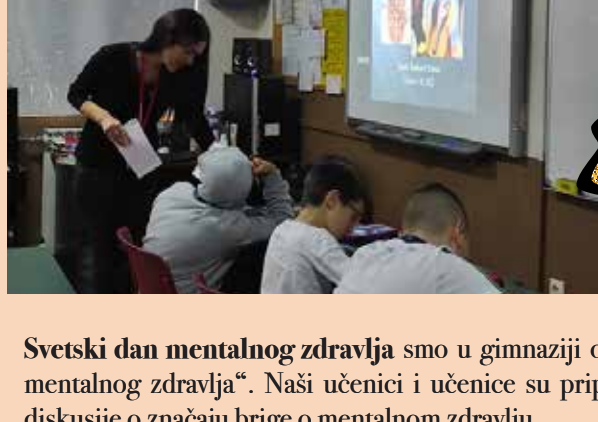 Svetski dan mentalnog zdravlja smo u gimnaziji
mentalnog zdravlja“. Naši učenici i učenice su
diskusije o značaju brige o mentalnom zdravlju